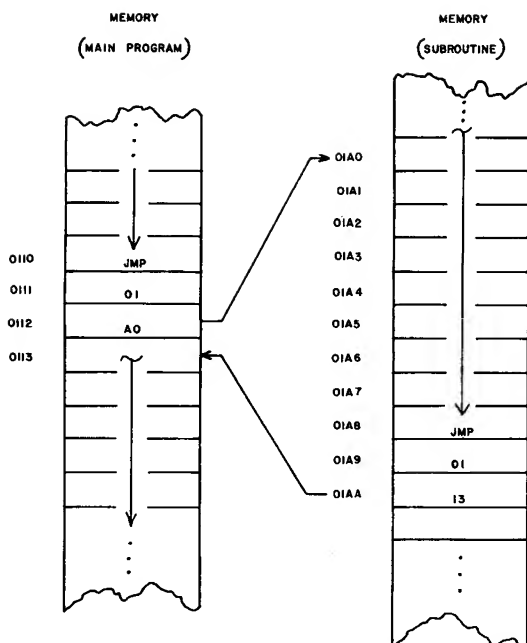 MEMORY
(MAIN PROGRAM)
0110
JMP
0111
01
0112
A0
0113
MEMORY
(SUBROUTINE)
01A0
01A1
01A2
01A3
01A4
01A5
01A6
01A7
01A8
JMP
01A9
01
01AA
13